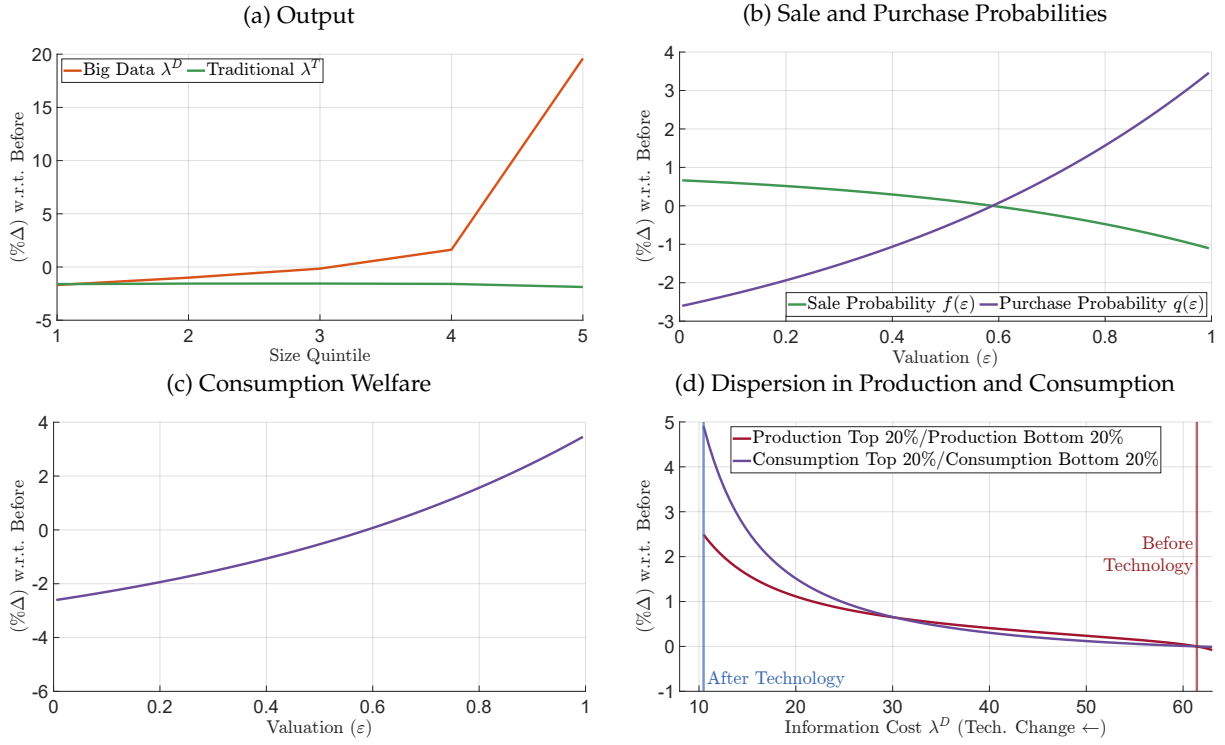 (a) Output
(%Δ) w.r.t. Before
20
15
10
5
0
-5
Big Data λ^D Traditional λ^T
1 2 3 4 5
Size Quintile
(b) Sale and Purchase Probabilities
(%Δ) w.r.t. Before
4
3
2
1
0
-1
-2
-3
Sale Probability f(ε) Purchase Probability q(ε)
0 0.2 0.4 0.6 0.8 1
Valuation (ε)
(c) Consumption Welfare
(%Δ) w.r.t. Before
4
2
0
-2
-4
-6
0 0.2 0.4 0.6 0.8 1
Valuation (ε)
(d) Dispersion in Production and Consumption
(%Δ) w.r.t. Before
5
4
3
2
1
0
-1
Production Top 20%/Production Bottom 20%
Consumption Top 20%/Consumption Bottom 20%
Before
Technology
After Technology
10 20 30 40 50 60
Information Cost λ^D (Tech. Change ←)